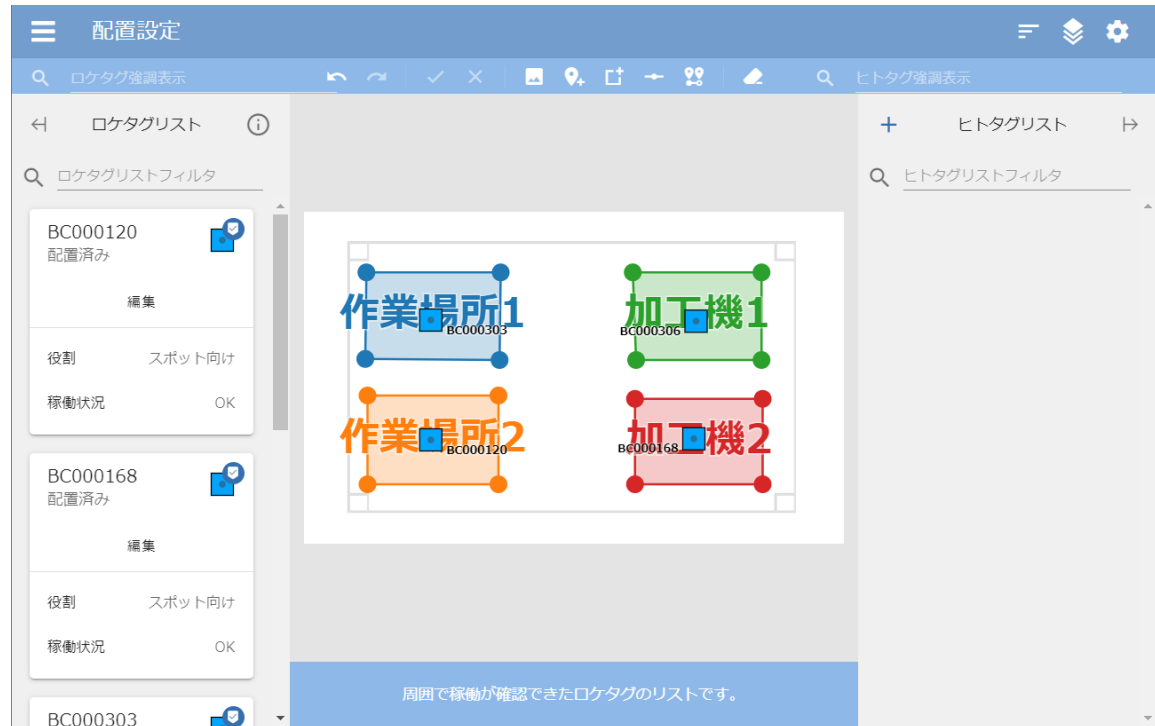 配置設定
ロケタグ強調表示
ヒトタグ強調表示
ロケタグリスト
ロケタグリストフィルタ
BC000120
配置済み
編集
役割 スポット向け
稼働状況 OK
BC000168
配置済み
編集
役割 スポット向け
稼働状況 OK
BC000303
作業場所1
BC000303
加工機1
BC000306
作業場所2
BC000120
加工機2
BC000168
周囲で稼働が確認できたロケタグのリストです。
ヒトタグリスト
ヒトタグリストフィルタ